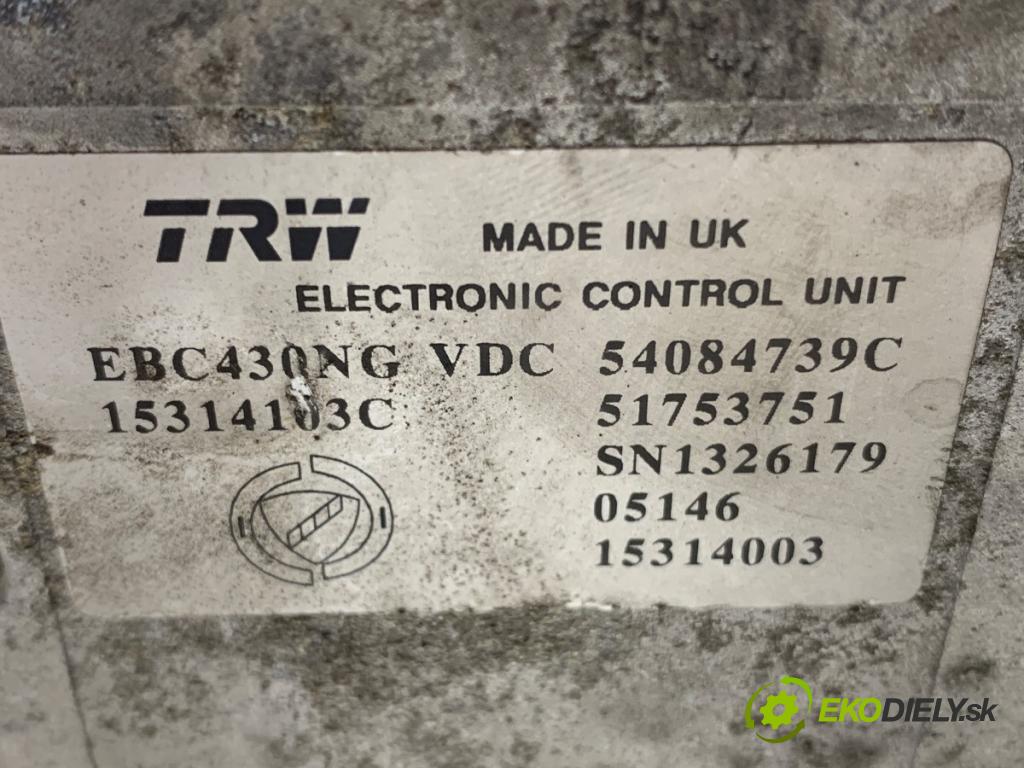 TRW MADE IN UK
ELECTRONIC CONTROL UNIT
EBC430NG VDC 54084739C
15314103C 51753751
SN1326179
05146
15314003
EKODIELY.sk